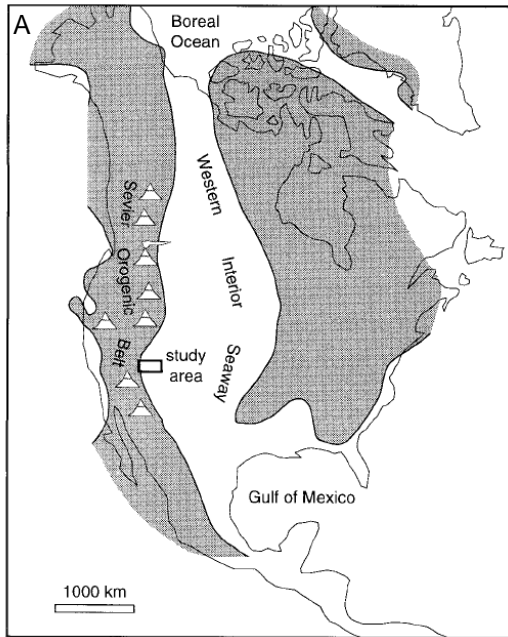 A
Boreal
Ocean
Western
Interior
Seaway
Sevier
Orogenic
Belt
study
area
Gulf of Mexico
1000 km